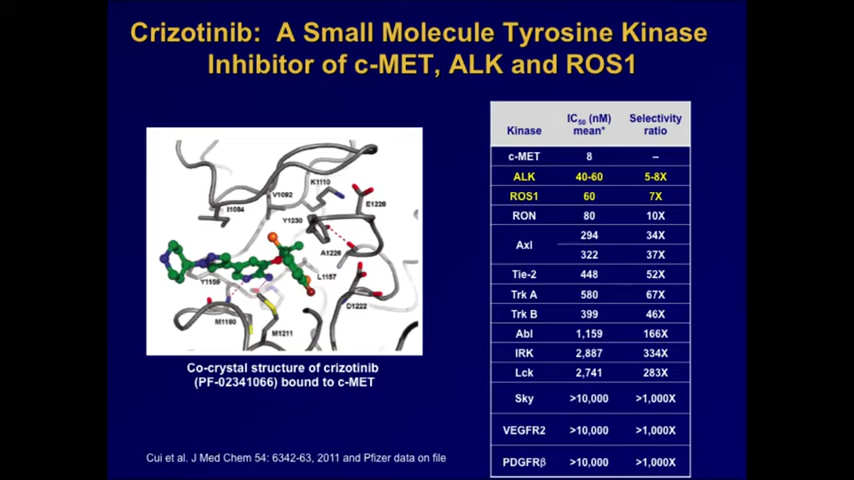 Crizotinib: A Small Molecule Tyrosine Kinase
Inhibitor of c-MET, ALK and ROS1
K1110
V1092
I1084
E1228
Y1230
A1226
L1157
Y1159
D1222
M1160
M1211
Co-crystal structure of crizotinib
(PF-02341066) bound to c-MET
Kinase IC50 (nM) mean* Selectivity ratio
c-MET 8 –
ALK 40-60 5-8X
ROS1 60 7X
RON 80 10X
Axl 294 34X
322 37X
Tie-2 448 52X
Trk A 580 67X
Trk B 399 46X
Abl 1,159 166X
IRK 2,887 334X
Lck 2,741 283X
Sky >10,000 >1,000X
VEGFR2 >10,000 >1,000X
PDGFRβ >10,000 >1,000X
Cui et al. J Med Chem 54: 6342-63, 2011 and Pfizer data on file